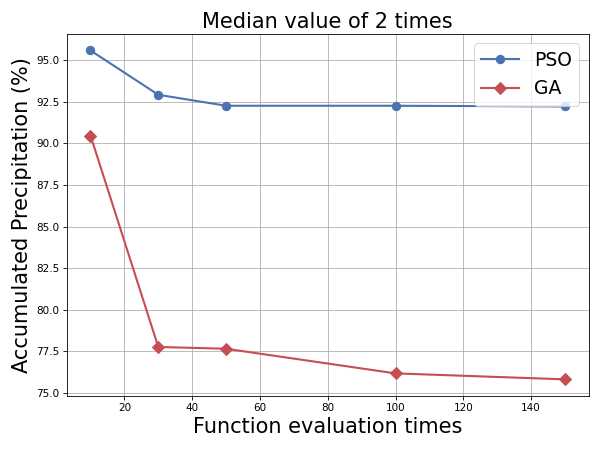 Median value of 2 times
PSO
GA
Accumulated Precipitation (%)
95.0
92.5
90.0
87.5
85.0
82.5
80.0
77.5
75.0
20 40 60 80 100 120 140
Function evaluation times